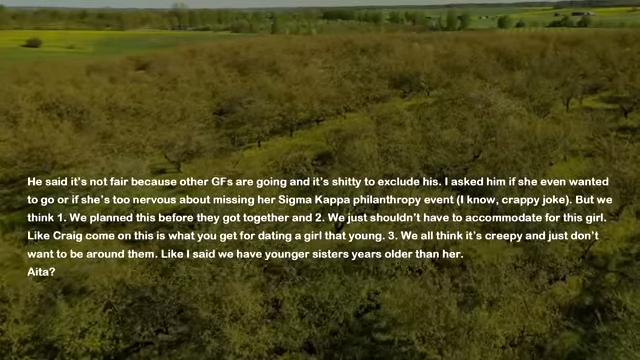 He said it's not fair because other GFs are going and it's shitty to exclude his. I asked him if she even wanted
to go or if she's too nervous about missing her Sigma Kappa philanthropy event (I know, crappy joke). But we
think 1. We planned this before they got together and 2. We just shouldn't have to accommodate for this girl.
Like Craig come on this is what you get for dating a girl that young. 3. We all think it's creepy and just don't
want to be around them. Like I said we have younger sisters years older than her.
Aita?